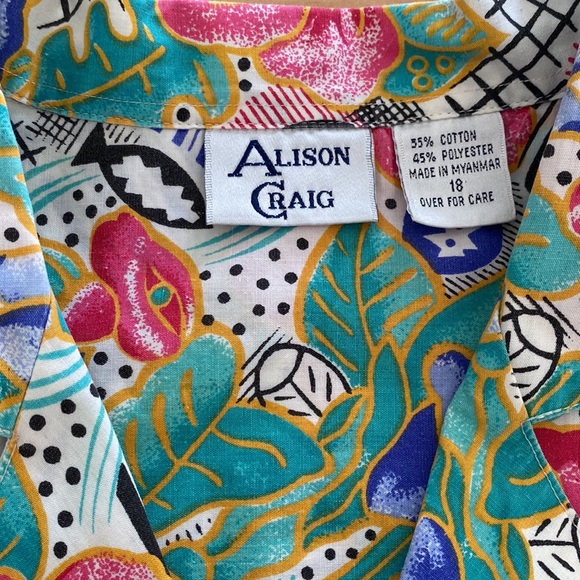 ALISON
CRAIG
55% COTTON
45% POLYESTER
MADE IN MYANMAR
18
OVER FOR CARE